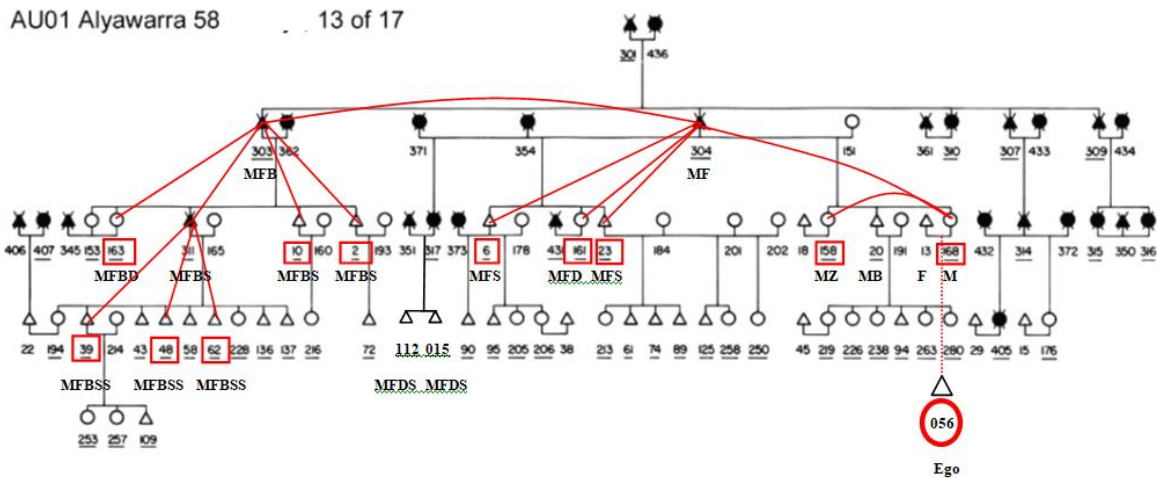 AU01 Alyawarra 58 13 of 17
301 436
303 362 371 354 304 151 361 310 307 433 309 434
MFB MF
406 407 345 153 163 311 165 10 160 2 193 351 317 373 6 178 431 161 23 184 201 202 18 158 20 191 13 168 432 314 372 315 350 316
MFBD MFBS MFBS MFBS MFS MFD MFS MZ MB F M
22 194 39 214 43 48 58 62 228 136 137 216 72 112 015 90 95 205 206 38 213 61 74 89 125 258 250 45 219 226 238 94 263 280 29 405 15 176
MFBSS MFBSS MFBSS MFDS MFDS
253 257 109
056
Ego